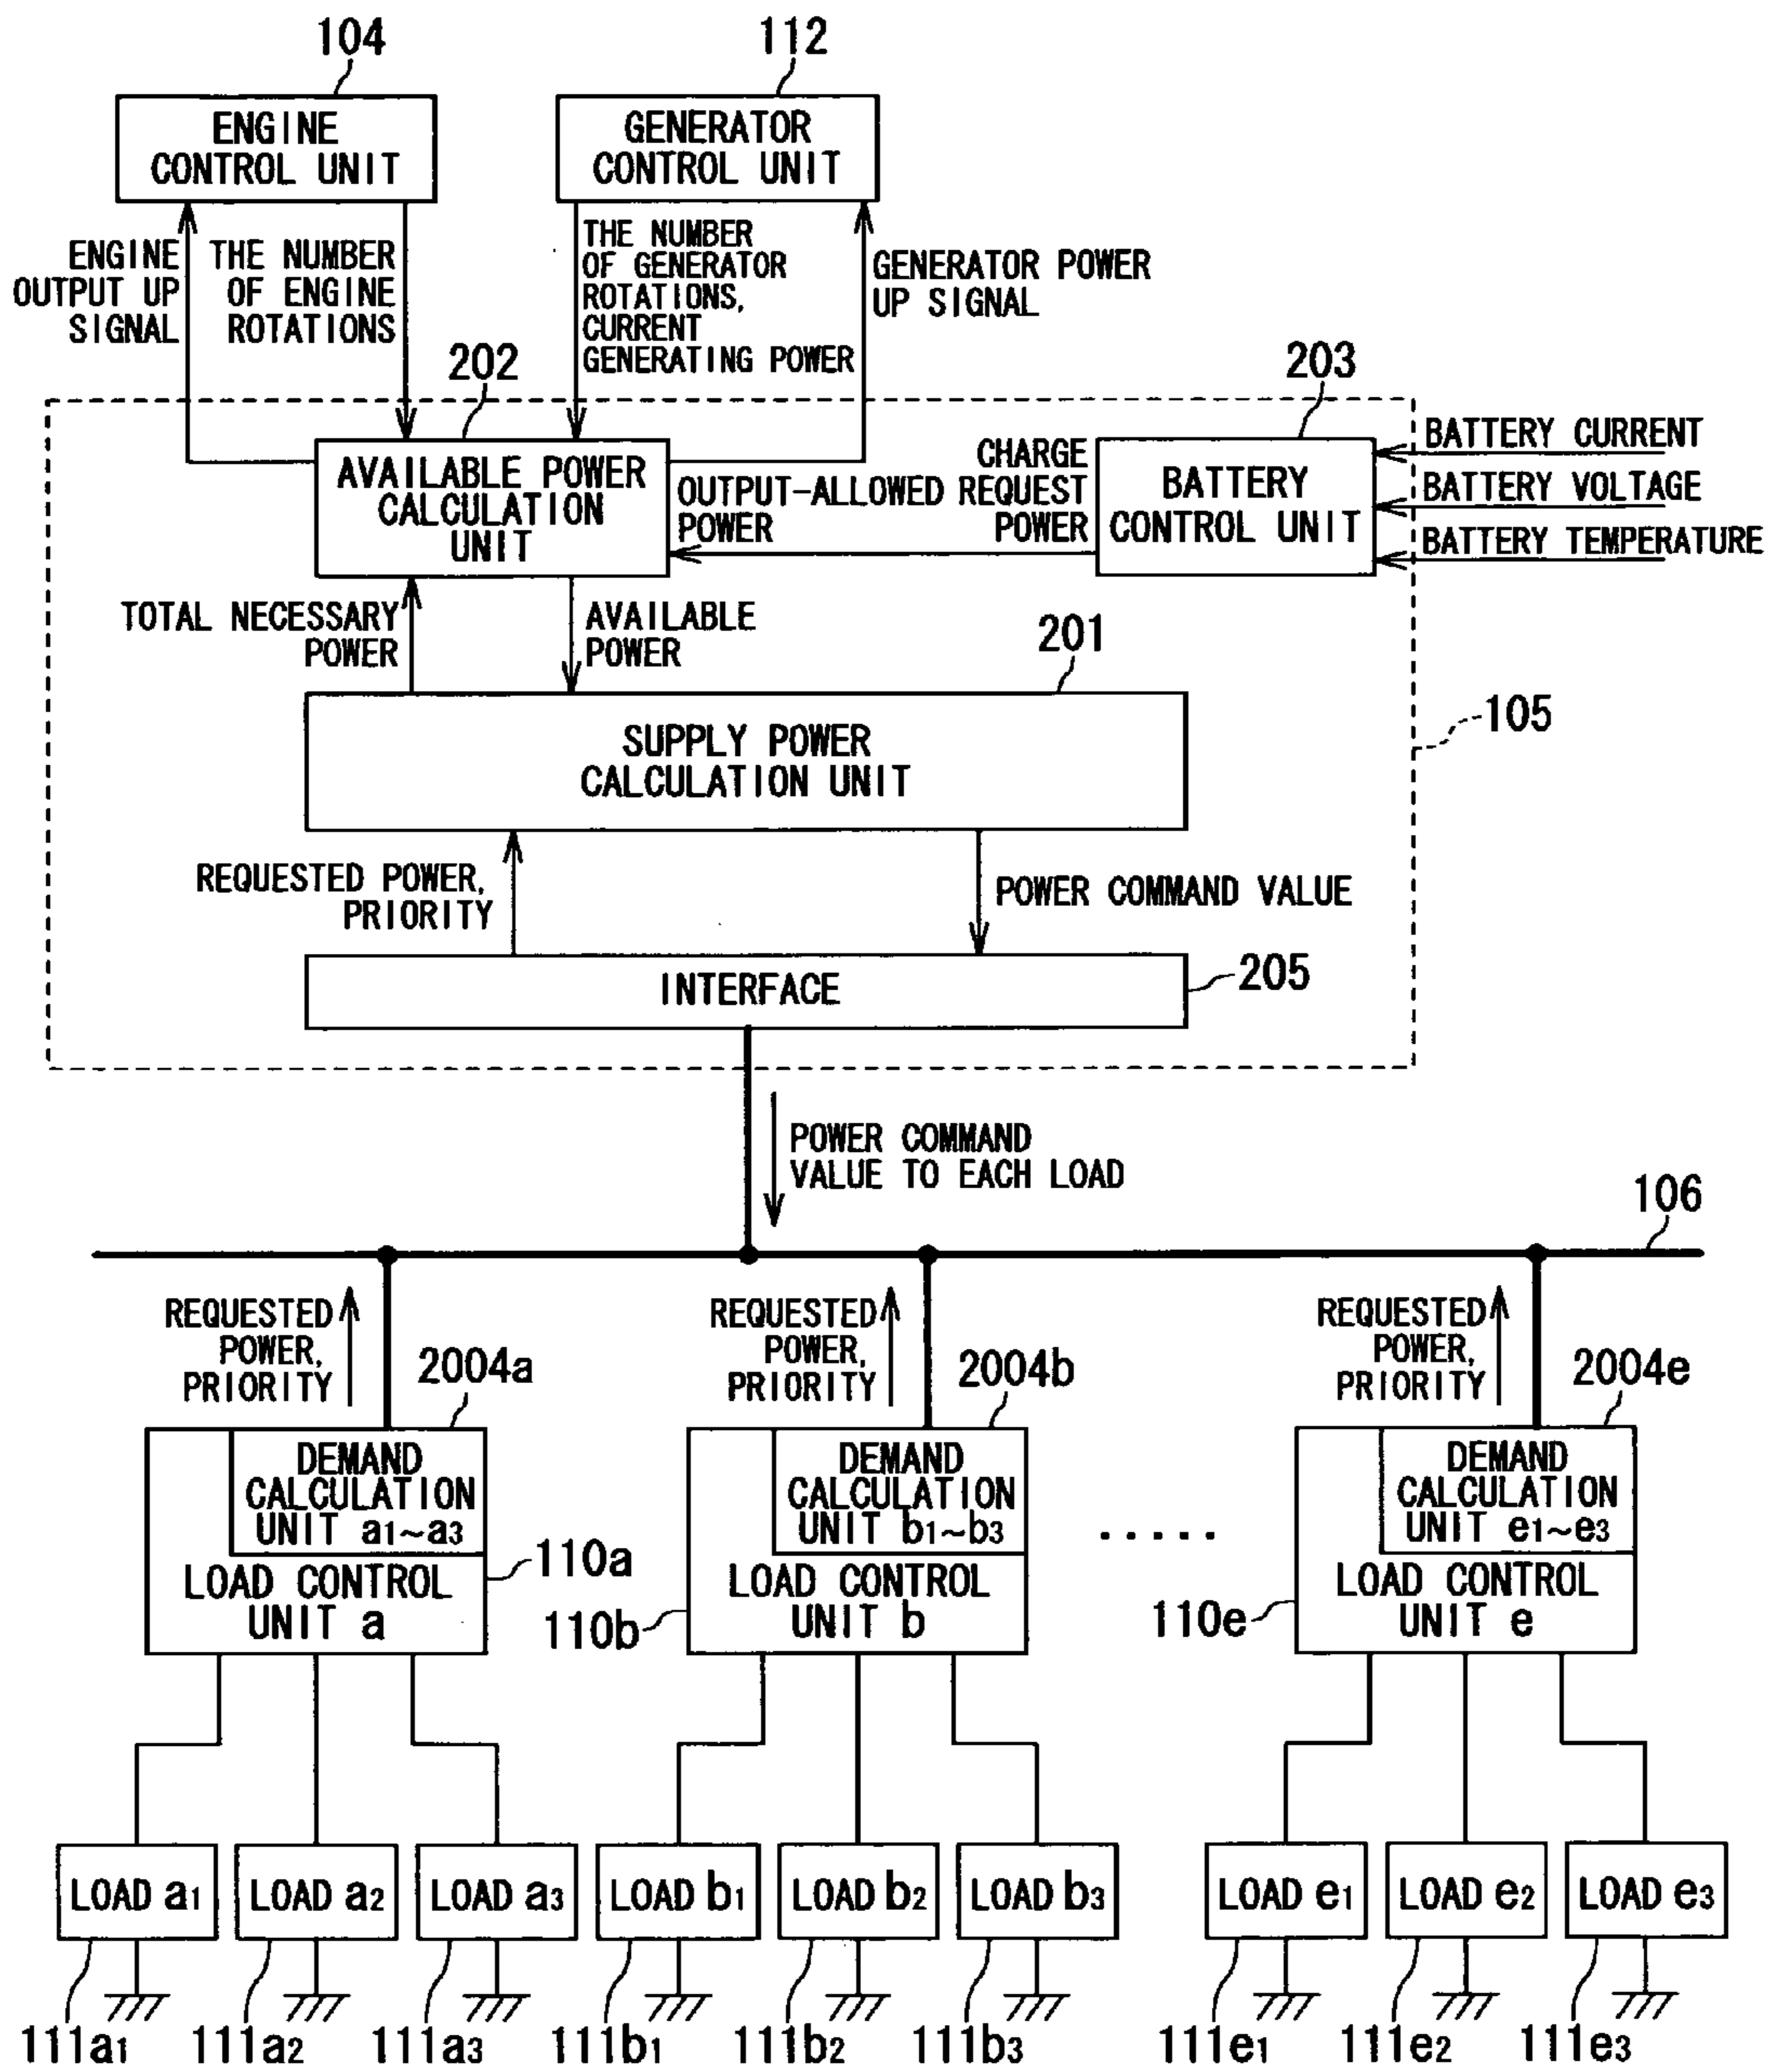 104
112
ENGINE
CONTROL UNIT
GENERATOR
CONTROL UNIT
ENGINE
OUTPUT UP
SIGNAL
THE NUMBER
OF ENGINE
ROTATIONS
THE NUMBER
OF GENERATOR
ROTATIONS,
CURRENT
GENERATING POWER
GENERATOR POWER
UP SIGNAL
202
203
AVAILABLE POWER
CALCULATION
UNIT
OUTPUT-ALLOWED
POWER
CHARGE
REQUEST
POWER
BATTERY
CONTROL UNIT
BATTERY CURRENT
BATTERY VOLTAGE
BATTERY TEMPERATURE
TOTAL NECESSARY
POWER
AVAILABLE
POWER
201
SUPPLY POWER
CALCULATION UNIT
105
REQUESTED POWER,
PRIORITY
POWER COMMAND VALUE
INTERFACE
205
POWER COMMAND
VALUE TO EACH LOAD
106
REQUESTED
POWER,
PRIORITY
2004a
REQUESTED
POWER,
PRIORITY
2004b
REQUESTED
POWER,
PRIORITY
2004e
DEMAND
CALCULATION
UNIT a1~a3
LOAD CONTROL
UNIT a
110a
DEMAND
CALCULATION
UNIT b1~b3
LOAD CONTROL
UNIT b
110b
.....
DEMAND
CALCULATION
UNIT e1~e3
LOAD CONTROL
UNIT e
110e
LOAD a1
LOAD a2
LOAD a3
LOAD b1
LOAD b2
LOAD b3
LOAD e1
LOAD e2
LOAD e3
111a1
111a2
111a3
111b1
111b2
111b3
111e1
111e2
111e3